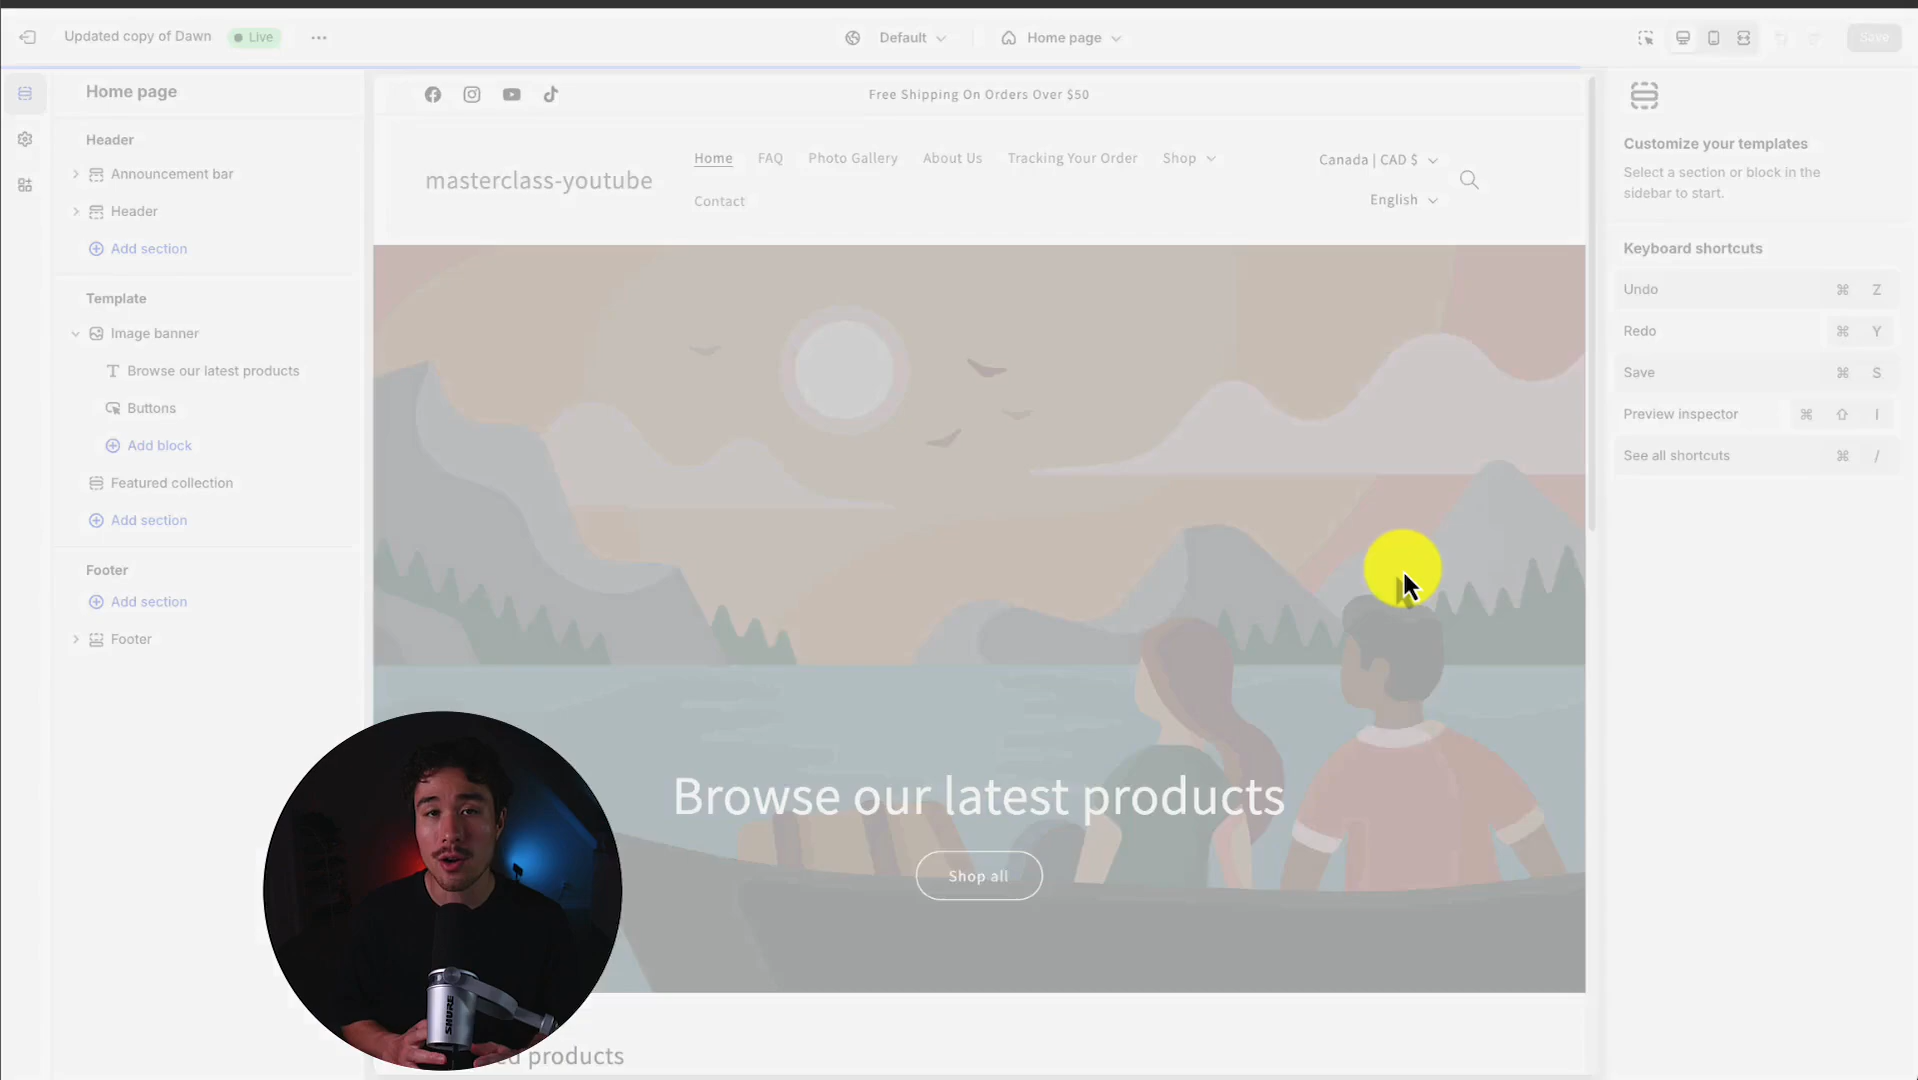 Updated copy of Dawn
Live
Default
Home page
Save
Home page
Header
Announcement bar
Header
Add section
Template
Image banner
Browse our latest products
Buttons
Add block
Featured collection
Add section
Footer
Add section
Footer
Free Shipping On Orders Over $50
masterclass-youtube
Home FAQ Photo Gallery About Us Tracking Your Order Shop
Contact
Canada | CAD $
English
Browse our latest products
Shop all
products
SHURE
Customize your templates
Select a section or block in the
sidebar to start.
Keyboard shortcuts
Undo ⌘ Z
Redo ⌘ Y
Save ⌘ S
Preview inspector ⌘ ⇧ I
See all shortcuts ⌘ /